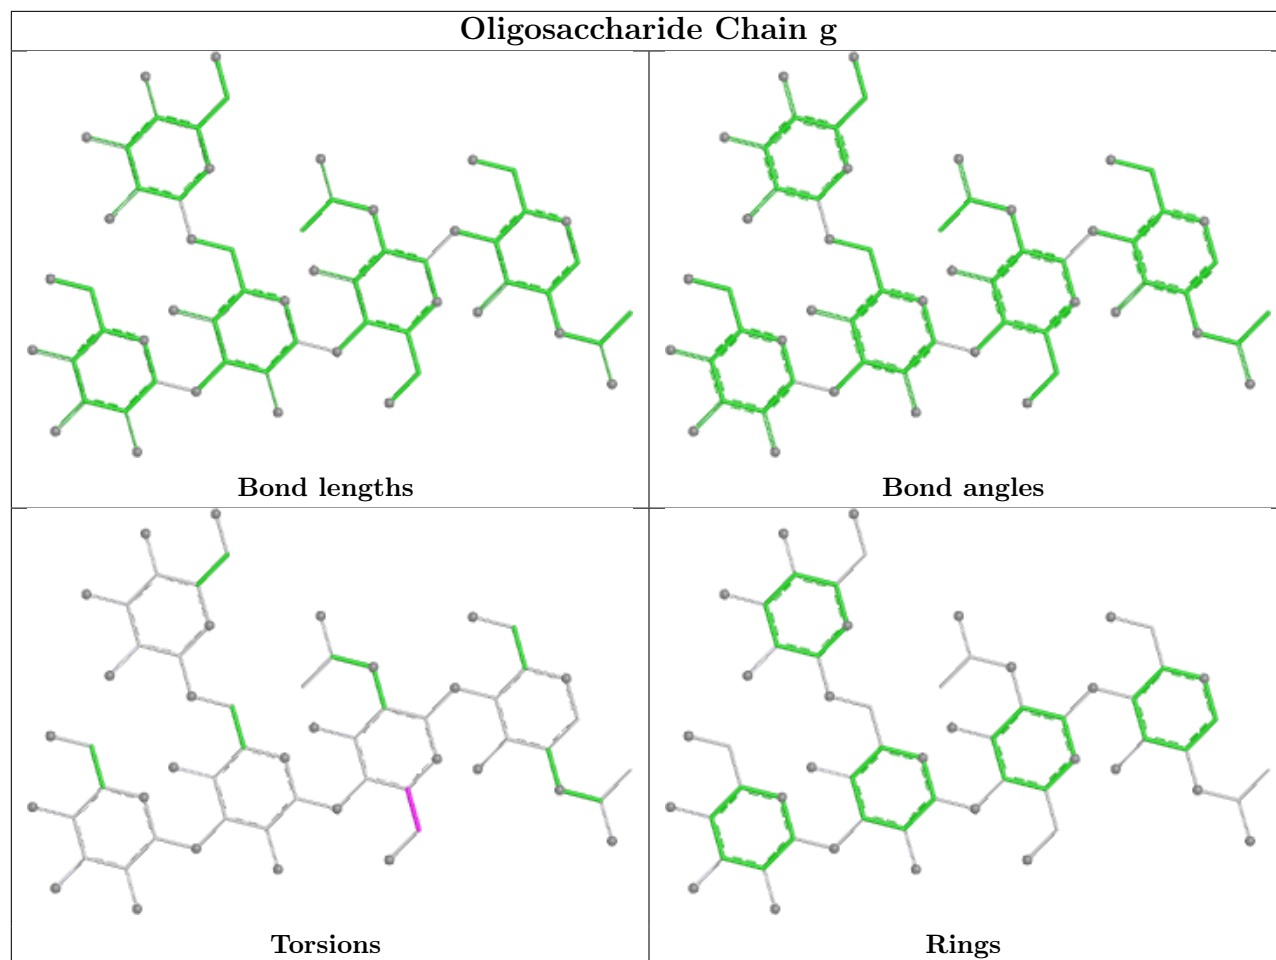 Oligosaccharide Chain g
Bond lengths
Bond angles
Torsions
Rings